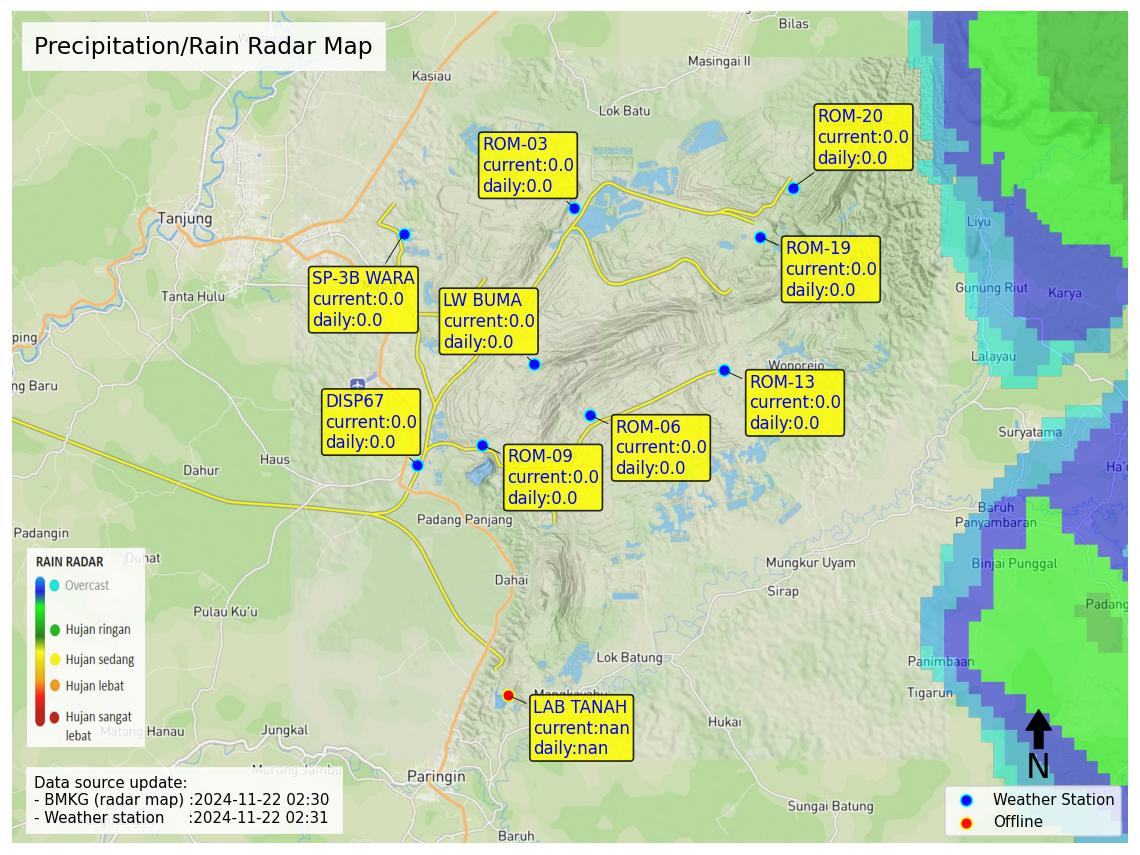 Precipitation/Rain Radar Map
Bilas
Masingai II
Kasiau
Lok Batu
ROM-20
current:0.0
daily:0.0
ROM-03
current:0.0
daily:0.0
Tanjung
Liyu
ROM-19
current:0.0
daily:0.0
SP-3B WARA
current:0.0
daily:0.0
Tanta Hulu
LW BUMA
current:0.0
daily:0.0
Gunung Riut
Karya
ping
Lalayau
Wonorejo
ng Baru
ROM-13
current:0.0
daily:0.0
DISP67
current:0.0
daily:0.0
ROM-06
current:0.0
daily:0.0
Suryatama
Haus
Dahur
ROM-09
current:0.0
daily:0.0
Ha'u
Baruh
Panyambaran
Padang Panjang
Padangin
Duhat
Binjai Punggal
Mungkur Uyam
Dahai
Sirap
Padang
Pulau Ku'u
RAIN RADAR
Overcast
Hujan ringan
Hujan sedang
Hujan lebat
Hujan sangat
lebat
Lok Batung
Panimbaan
Tigarun
Mangkayahu
LAB TANAH
current:nan
daily:nan
Hukai
Matang Hanau
Jungkal
Murung Jambu
Paringin
N
Sungai Batung
Baruh
Data source update:
- BMKG (radar map) :2024-11-22 02:30
- Weather station :2024-11-22 02:31
Weather Station
Offline